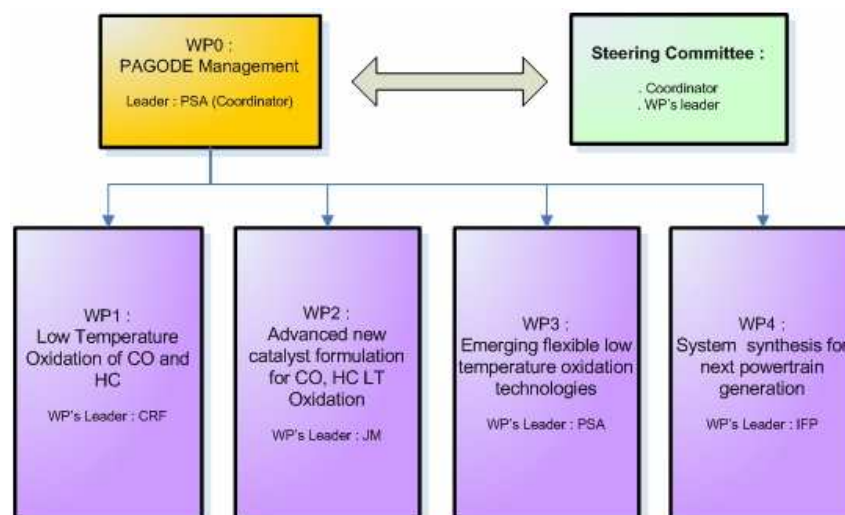 WP0 :
PAGODE Management
Leader : PSA (Coordinator)
Steering Committee :
. Coordinator
. WP's leader
WP1 :
Low Temperature
Oxidation of CO and
HC
WP's Leader : CRF
WP2 :
Advanced new
catalyst formulation
for CO, HC LT
Oxidation
WP's Leader : JM
WP3 :
Emerging flexible low
temperature oxidation
technologies
WP's Leader : PSA
WP4 :
System synthesis for
next powertrain
generation
WP's Leader : IFP